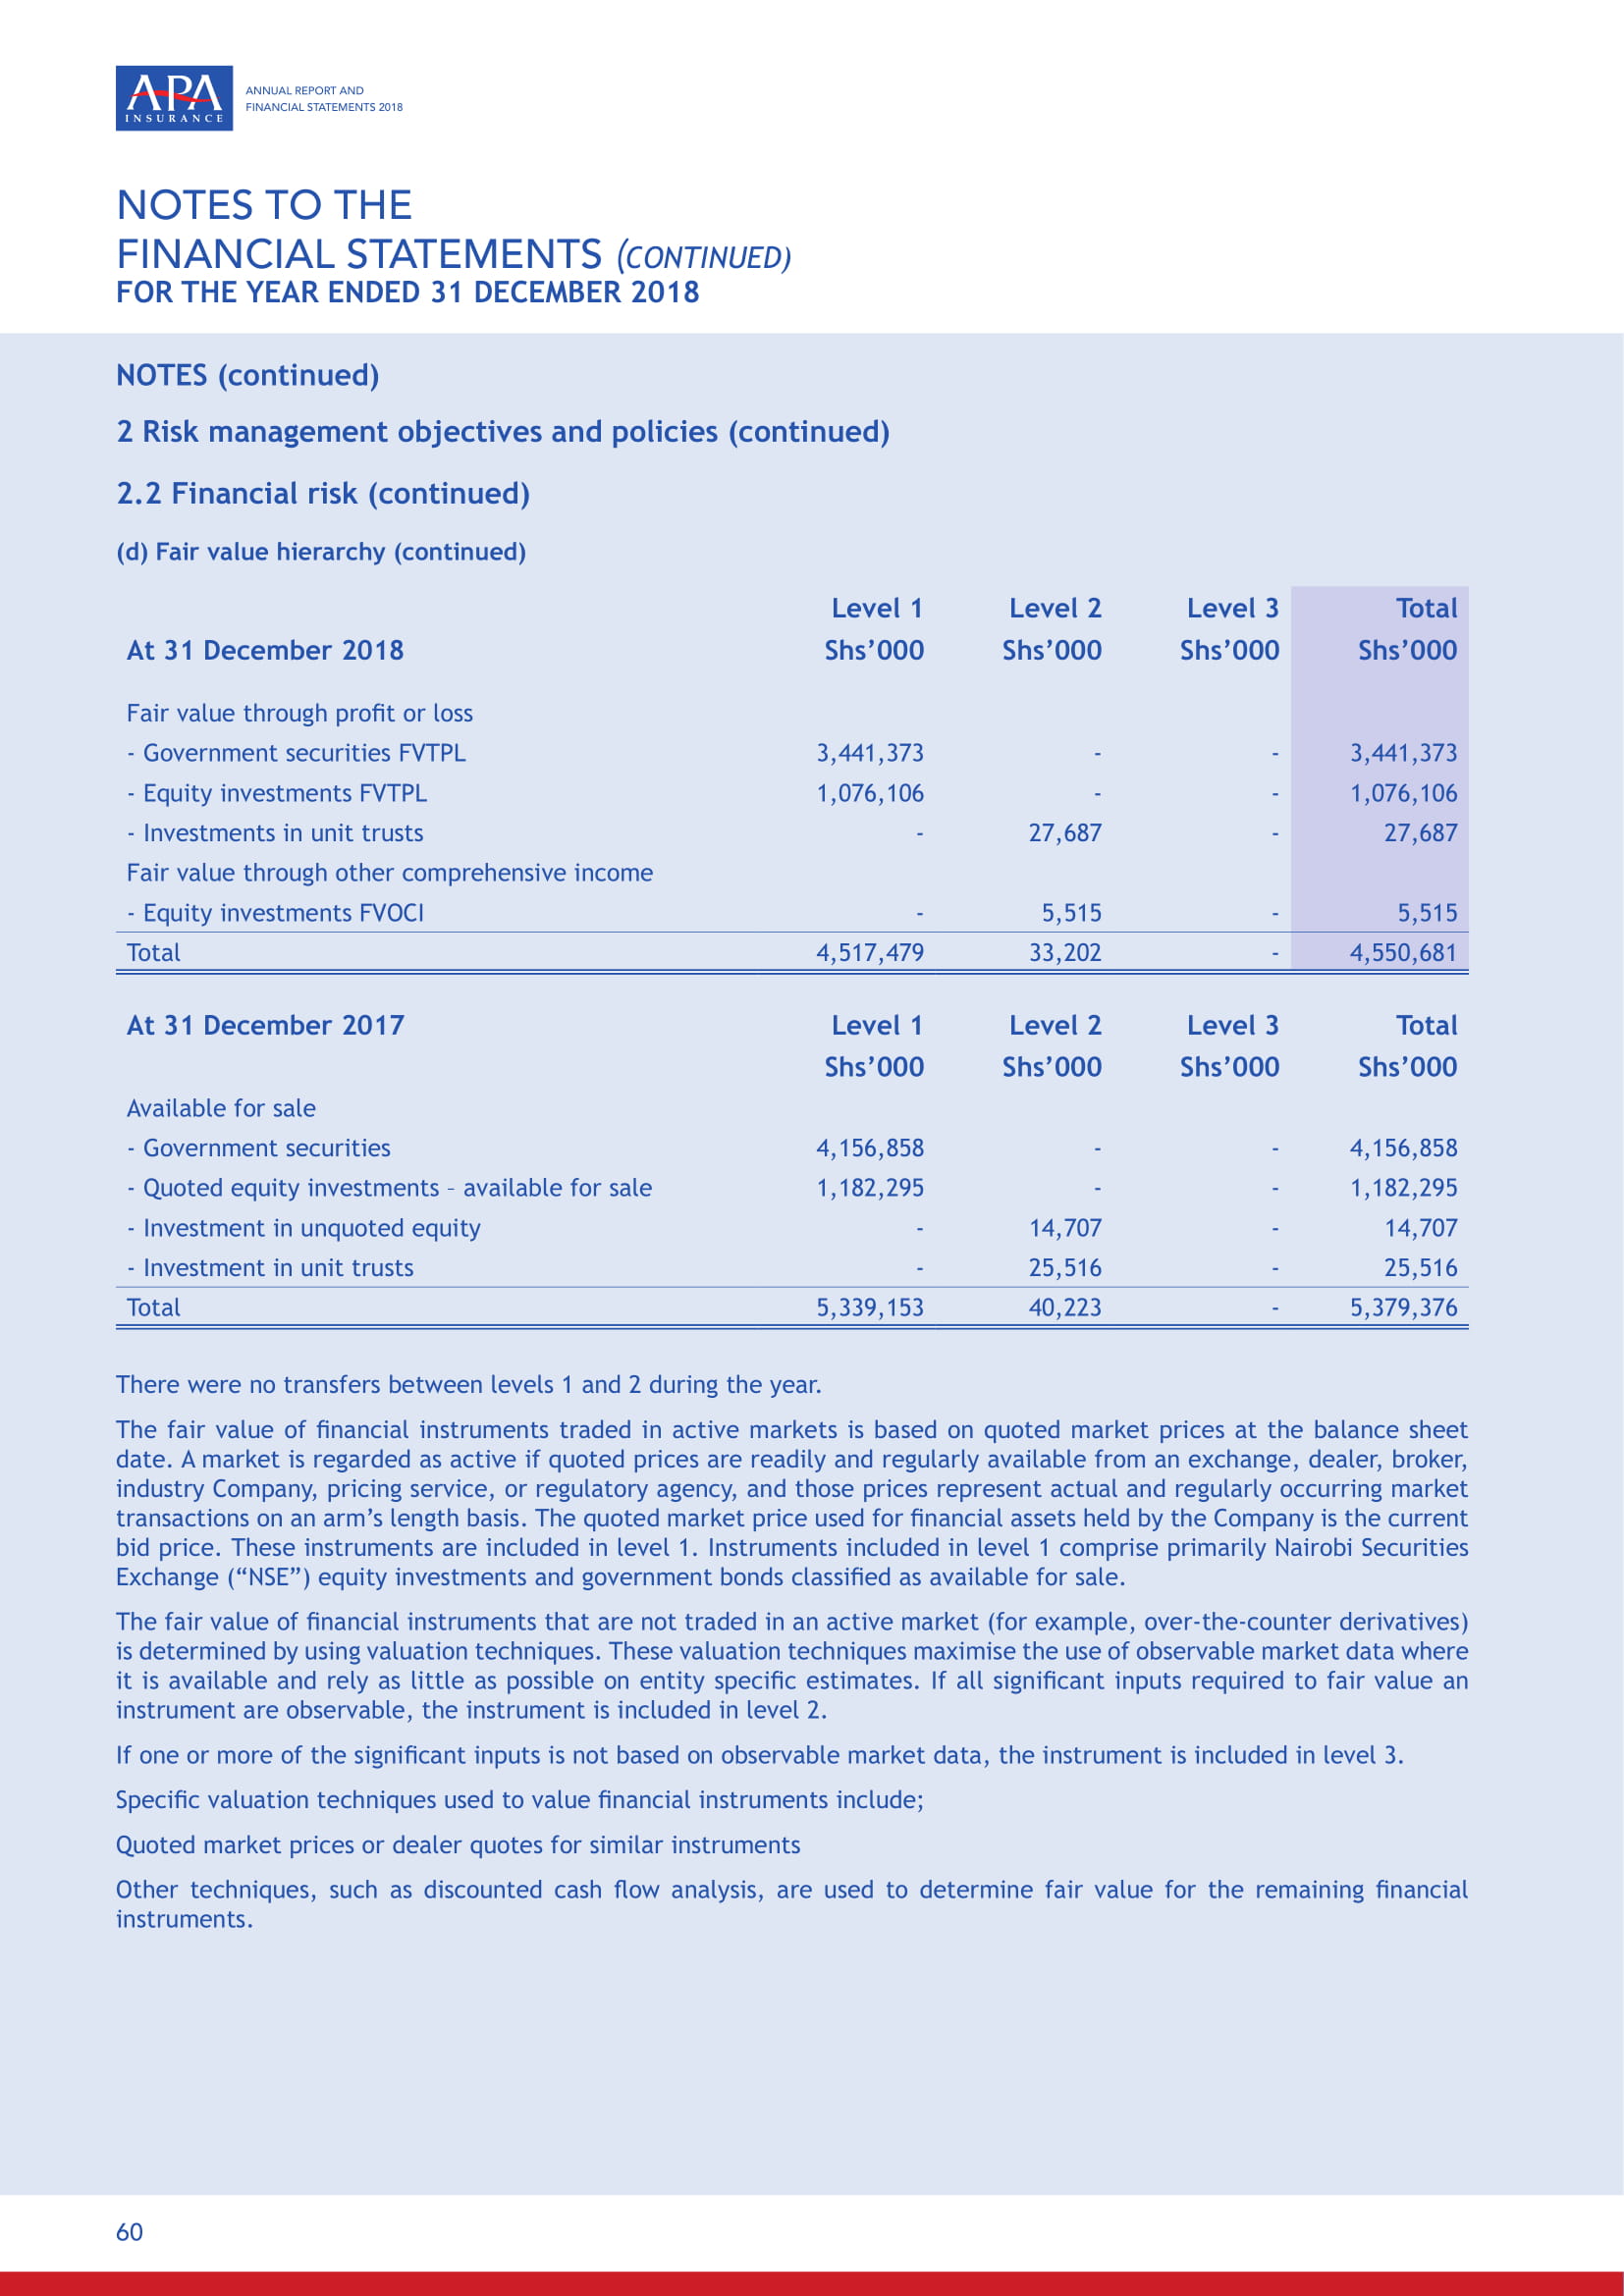 APA
INSURANCE
ANNUAL REPORT AND
FINANCIAL STATEMENTS 2018
NOTES TO THE
FINANCIAL STATEMENTS (CONTINUED)
FOR THE YEAR ENDED 31 DECEMBER 2018
NOTES (continued)
2 Risk management objectives and policies (continued)
2.2 Financial risk (continued)
(d) Fair value hierarchy (continued)
Level 1 Level 2 Level 3 Total
At 31 December 2018 Shs’000 Shs’000 Shs’000 Shs’000
Fair value through profit or loss
- Government securities FVTPL 3,441,373 - - 3,441,373
- Equity investments FVTPL 1,076,106 - - 1,076,106
- Investments in unit trusts - 27,687 - 27,687
Fair value through other comprehensive income
- Equity investments FVOCI - 5,515 - 5,515
Total 4,517,479 33,202 - 4,550,681
At 31 December 2017 Level 1 Level 2 Level 3 Total
Shs’000 Shs’000 Shs’000 Shs’000
Available for sale
- Government securities 4,156,858 - - 4,156,858
- Quoted equity investments – available for sale 1,182,295 - - 1,182,295
- Investment in unquoted equity - 14,707 - 14,707
- Investment in unit trusts - 25,516 - 25,516
Total 5,339,153 40,223 - 5,379,376
There were no transfers between levels 1 and 2 during the year.
The fair value of financial instruments traded in active markets is based on quoted market prices at the balance sheet
date. A market is regarded as active if quoted prices are readily and regularly available from an exchange, dealer, broker,
industry Company, pricing service, or regulatory agency, and those prices represent actual and regularly occurring market
transactions on an arm’s length basis. The quoted market price used for financial assets held by the Company is the current
bid price. These instruments are included in level 1. Instruments included in level 1 comprise primarily Nairobi Securities
Exchange (“NSE”) equity investments and government bonds classified as available for sale.
The fair value of financial instruments that are not traded in an active market (for example, over-the-counter derivatives)
is determined by using valuation techniques. These valuation techniques maximise the use of observable market data where
it is available and rely as little as possible on entity specific estimates. If all significant inputs required to fair value an
instrument are observable, the instrument is included in level 2.
If one or more of the significant inputs is not based on observable market data, the instrument is included in level 3.
Specific valuation techniques used to value financial instruments include;
Quoted market prices or dealer quotes for similar instruments
Other techniques, such as discounted cash flow analysis, are used to determine fair value for the remaining financial
instruments.
60